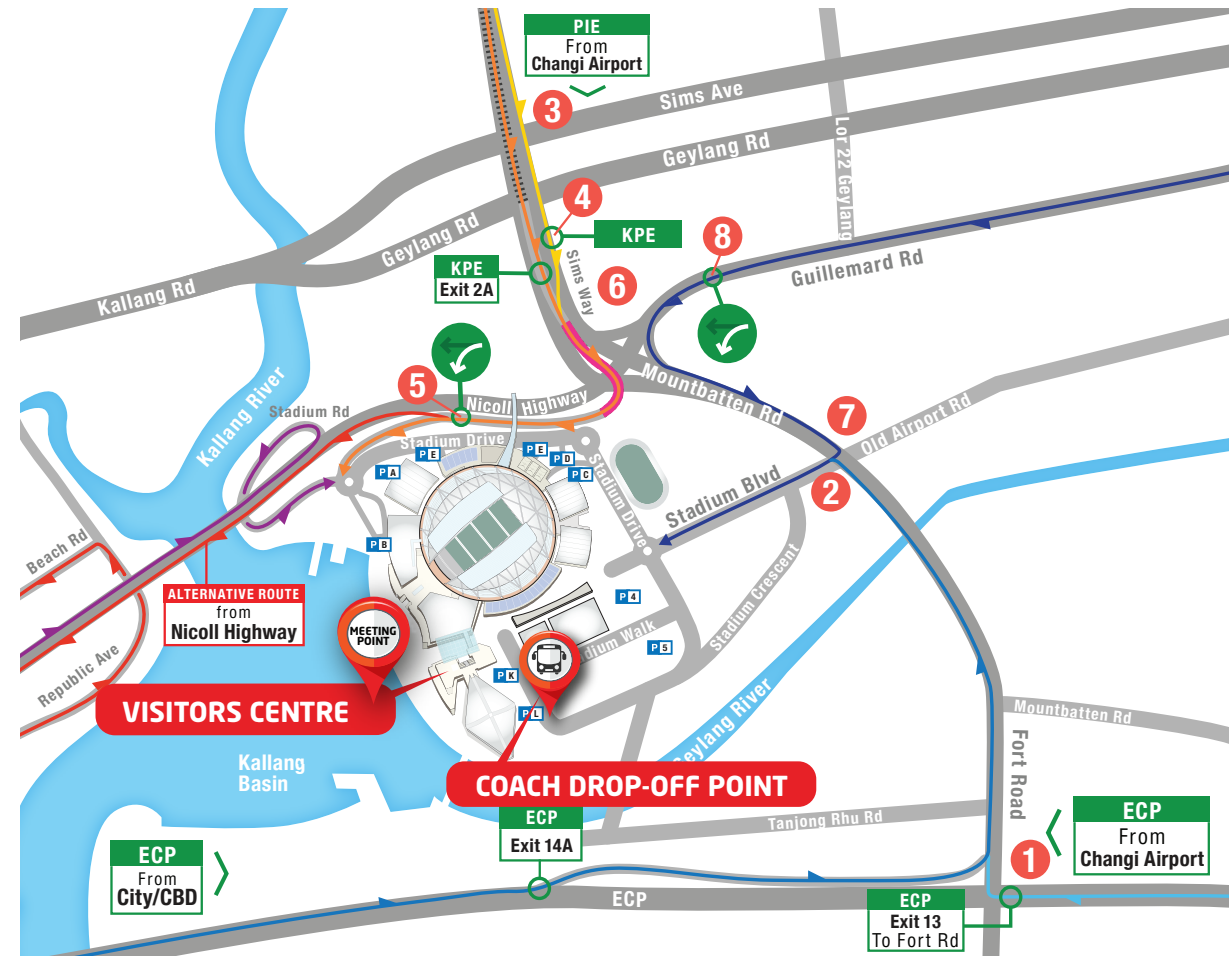 PIE
From
Changi Airport
3
Sims Ave
Geylang Rd
Lor 22 Geylang
4
KPE
8
Geylang Rd
Sims Way
6
Guillemard Rd
KPE
Exit 2A
Kallang Rd
5
Nicoll Highway
Mountbatten Rd
Kallang River
Stadium Rd
Stadium Drive
7
Old Airport Rd
P E
P E
P D
P A
P C
Stadium Drive
Stadium Blvd
2
P B
Beach Rd
ALTERNATIVE ROUTE
from
Nicoll Highway
P 4
Stadium Crescent
MEETING
POINT
dium Walk
P 5
Republic Ave
P K
VISITORS CENTRE
P L
Mountbatten Rd
Kallang
Basin
Geylang River
Fort Road
COACH DROP-OFF POINT
ECP
Exit 14A
Tanjong Rhu Rd
ECP
From
Changi Airport
1
ECP
From
City/CBD
ECP
ECP
Exit 13
To Fort Rd